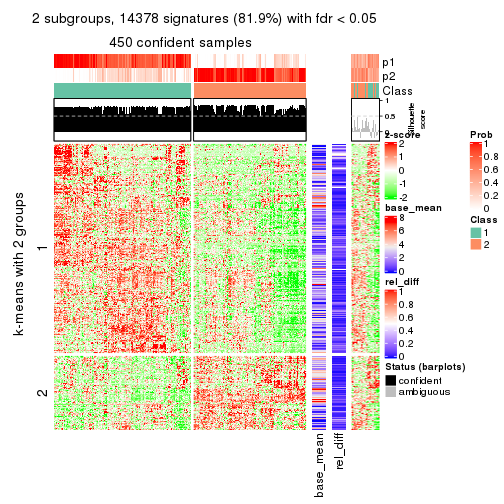 2 subgroups, 14378 signatures (81.9%) with fdr < 0.05
450 confident samples
p1
p2
Class
1
0.5
0
Silhouette
score
k-means with 2 groups
1
2
z-score
2
1
0
-1
-2
base_mean
8
6
4
2
0
rel_diff
1
0.8
0.6
0.4
0.2
0
Status (barplots)
confident
ambiguous
Prob
1
0.8
0.6
0.4
0.2
0
Class
1
2
base_mean
rel_diff